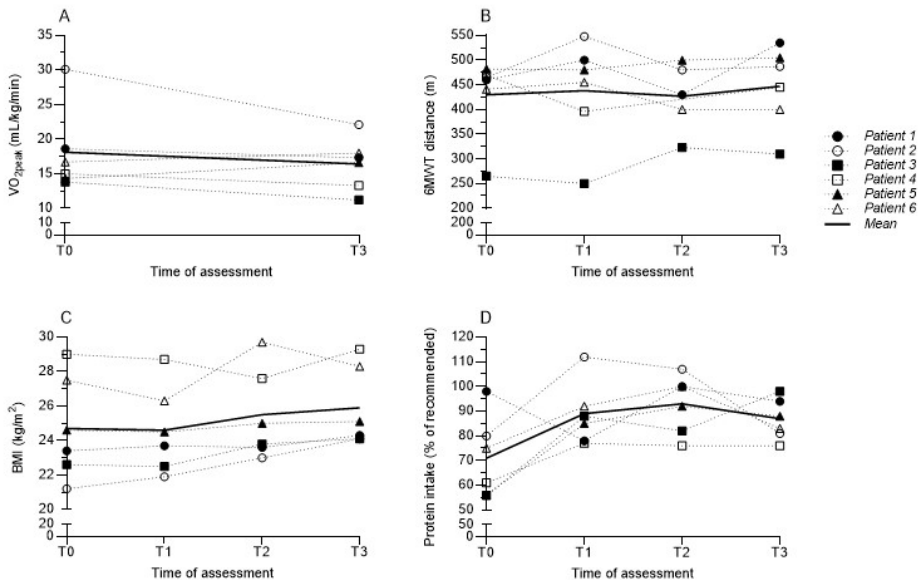 A
VO2peak (mL/kg/min)
35
30
25
20
15
10
10
0
T0
T3
Time of assessment
B
6MWT distance (m)
550
500
450
400
350
300
250
200
200
0
T0
T1
T2
T3
Time of assessment
Patient 1
Patient 2
Patient 3
Patient 4
Patient 5
Patient 6
Mean
C
BMI (kg/m2)
30
28
26
24
22
20
20
0
T0
T1
T2
T3
Time of assessment
D
Protein intake (% of recommended)
120
110
100
90
80
70
60
50
50
0
T0
T1
T2
T3
Time of assessment